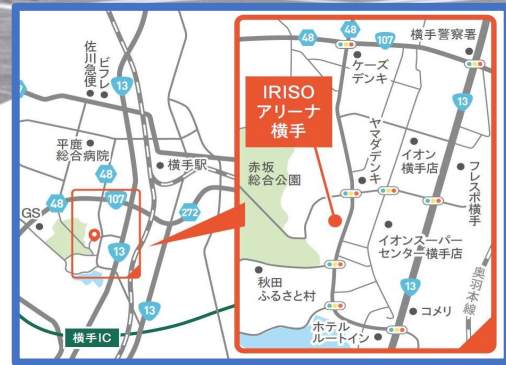 佐川急便
ビフレ
48
107
13
平鹿
総合病院
48
13
横手駅
48
107
GS
272
13
13
横手IC
48
48
107
横手警察署
ケーズ
デンキ
IRISO
アリーナ
横手
13
ヤマダデンキ
イオン
横手店
フレスポ横手
赤坂
総合公園
イオンスーパー
センター横手店
秋田
ふるさと村
13
奥羽本線
コメリ
ホテル
ルートイン